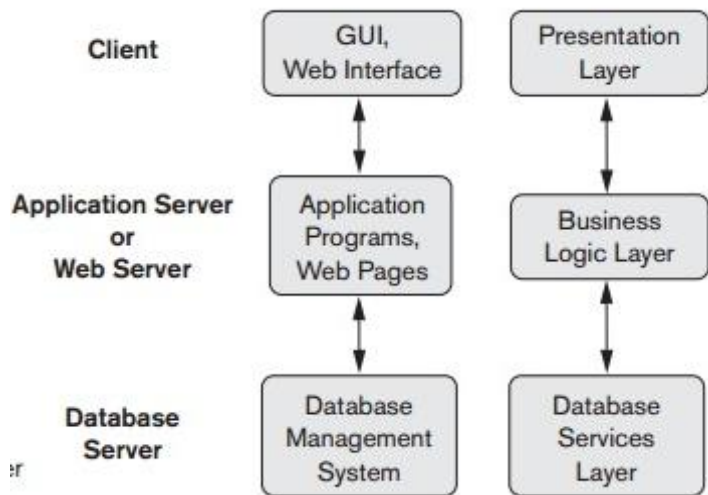 Client
GUI,
Web Interface
Presentation
Layer
Application Server
or
Web Server
Application
Programs,
Web Pages
Business
Logic Layer
Database
Server
Database
Management
System
Database
Services
Layer
er